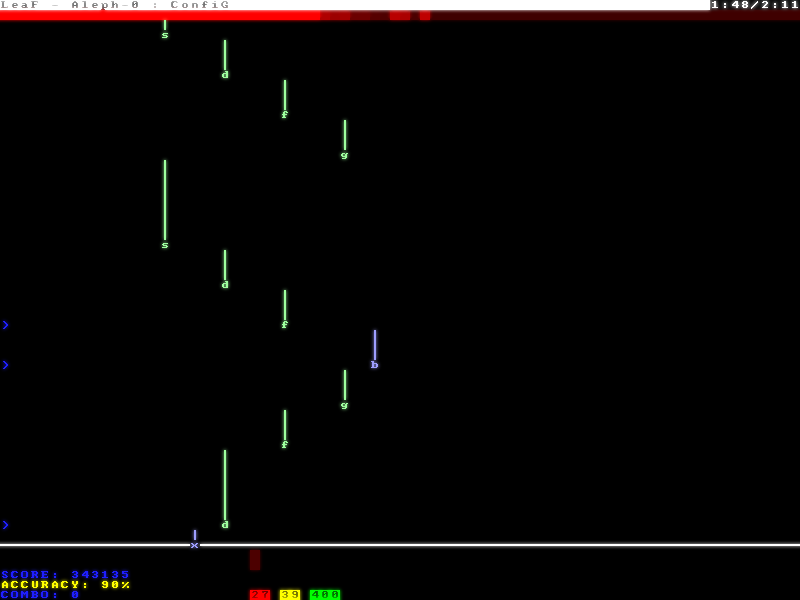 LeaF - Aleph-0 : ConfiG 1:48/2:11
s
d
f
g
s
d
>
f
>
b
g
f
>
d
x
SCORE: 343135
ACCURACY: 90%
COMBO: 0 27 39 400